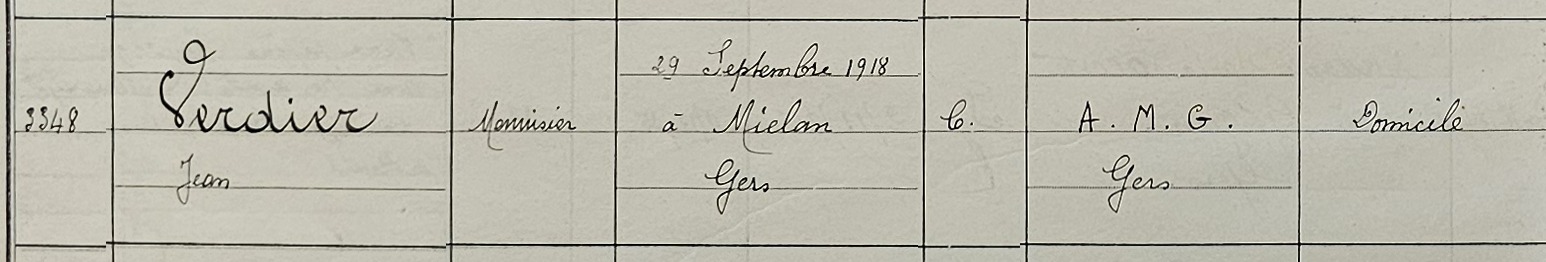 29 Septembre 1918
3348 Verdier Menuisier à Mielan C. A. M. G. Domicile
Jean Gers Gers